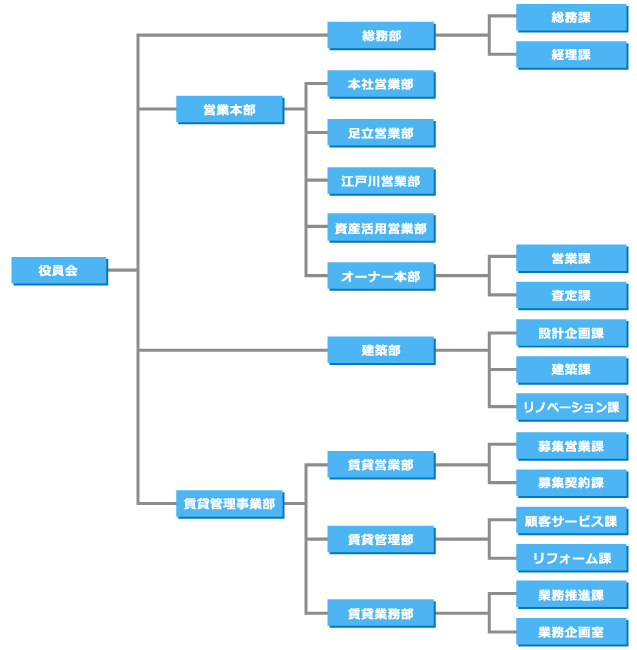 役員会
総務部
総務課
経理課
営業本部
本社営業部
足立営業部
江戸川営業部
資産活用営業部
オーナー本部
営業課
査定課
建築部
設計企画課
建築課
リノベーション課
賃貸管理事業部
賃貸営業部
募集営業課
募集契約課
賃貸管理部
顧客サービス課
リフォーム課
賃貸業務部
業務推進課
業務企画室